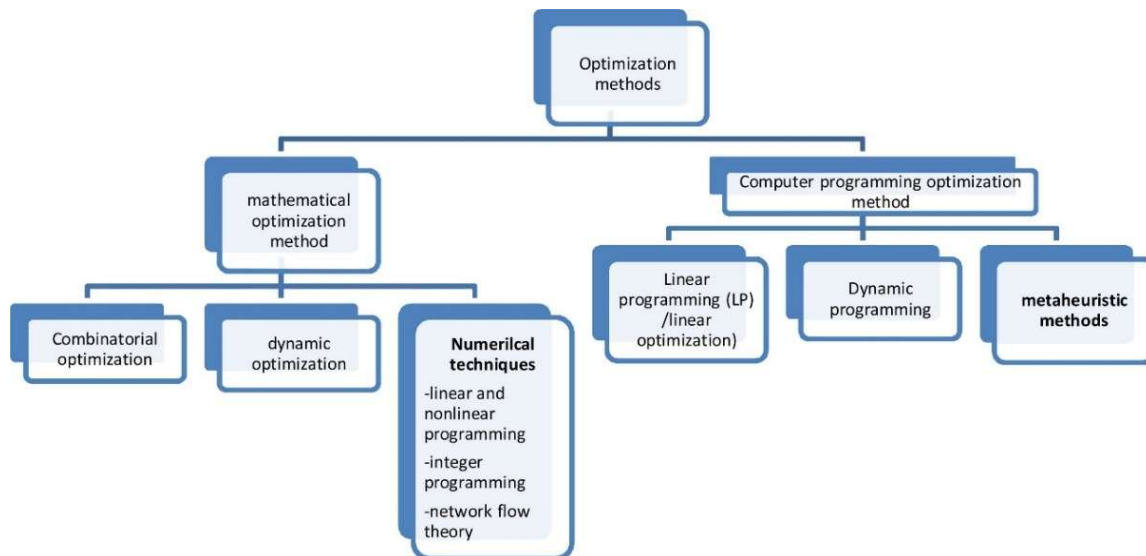 Optimization
methods
mathematical
optimization
method
Computer programming optimization
method
Combinatorial
optimization
dynamic
optimization
Numerilcal
techniques
-linear and
nonlinear
programming
-integer
programming
-network flow
theory
Linear
programming (LP)
/linear
optimization)
Dynamic
programming
metaheuristic
methods